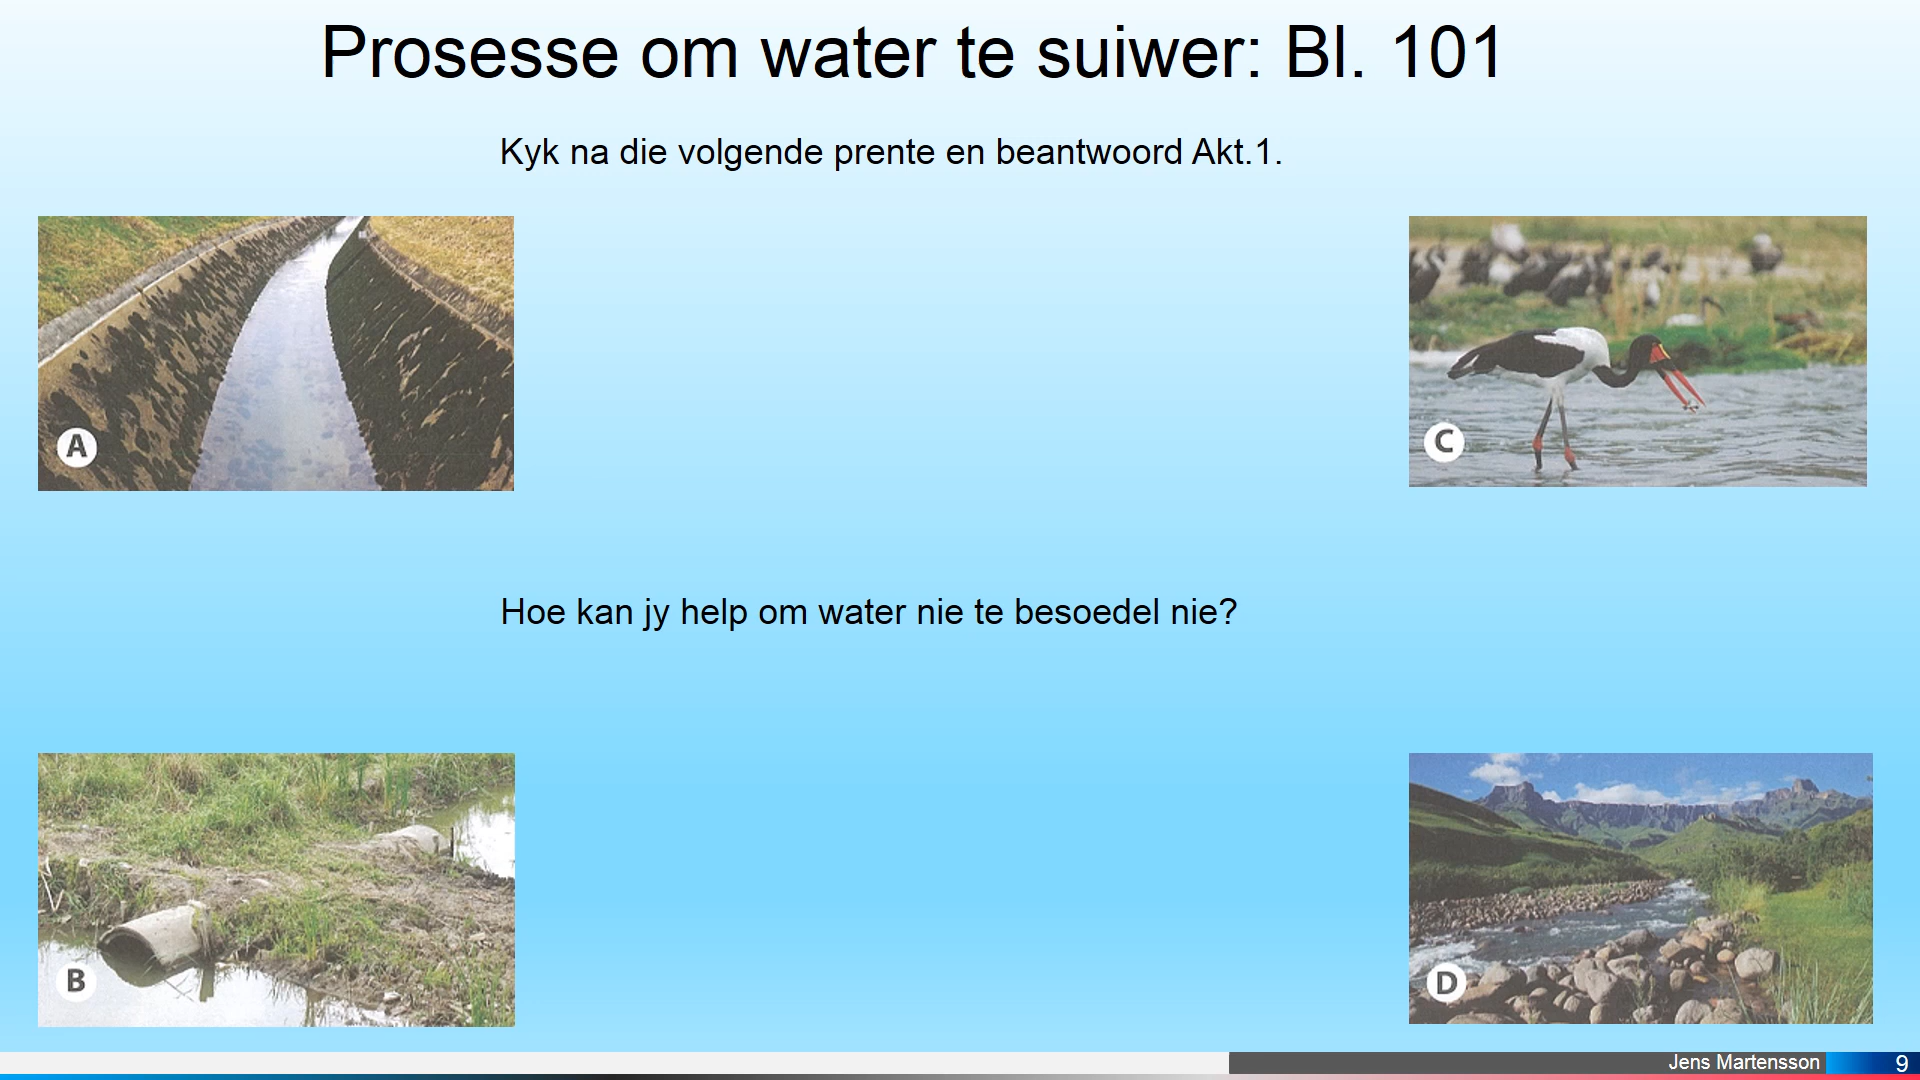 Prosesse om water te suiwer: Bl. 101
Kyk na die volgende prente en beantwoord Akt.1.
A
C
Hoe kan jy help om water nie te besoedel nie?
B
D
Jens Martensson
9